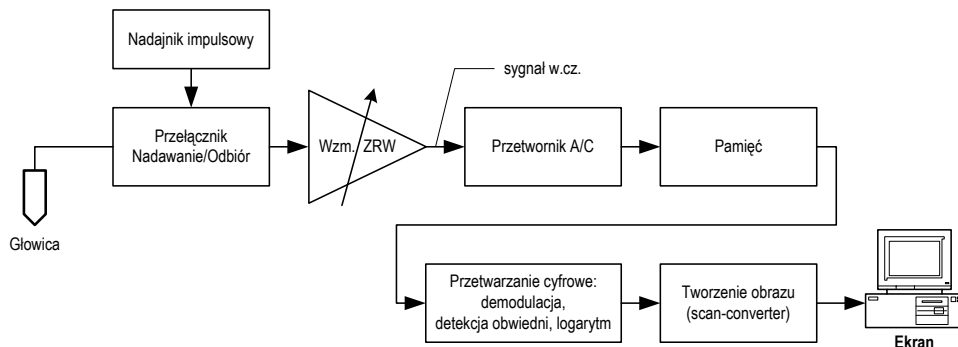 Nadajnik impulsowy
sygnał w.cz.
Przełącznik
Nadawanie/Odbiór
Wzm. ZRW
Przetwornik A/C
Pamięć
Głowica
Przetwarzanie cyfrowe:
demodulacja,
detekcja obwiedni, logarytm
Tworzenie obrazu
(scan-converter)
Ekran